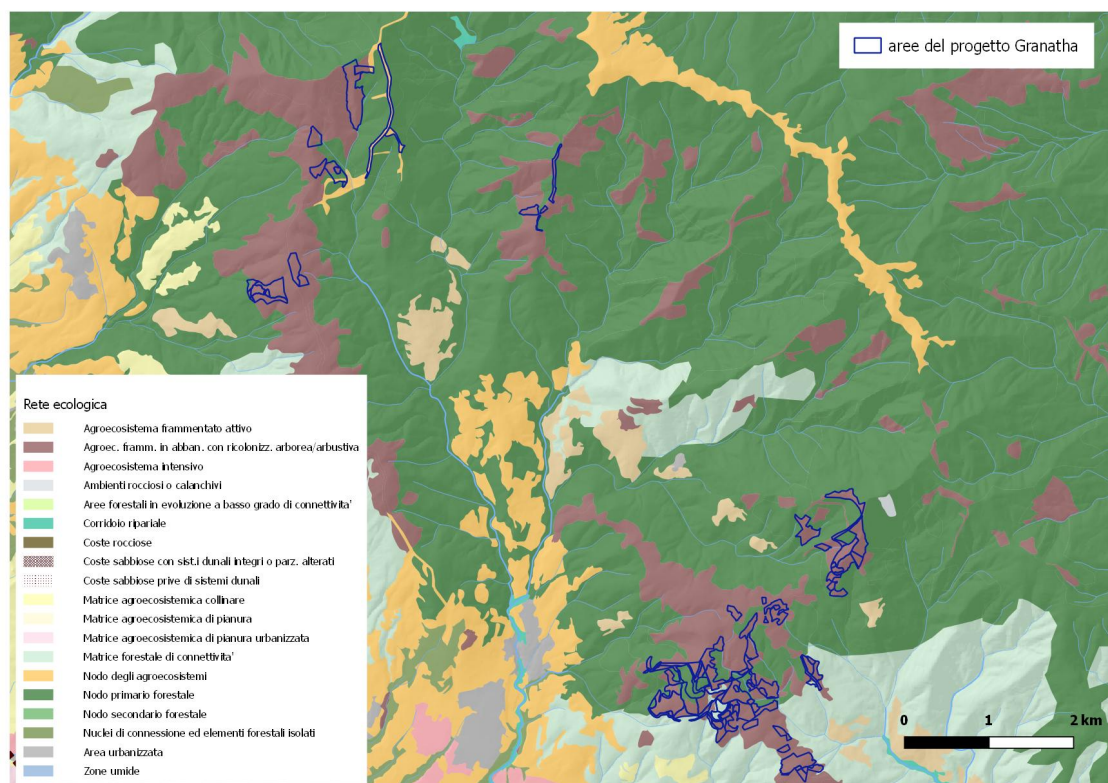 aree del progetto Granatha
Rete ecologica
Agroecosistema frammentato attivo
Agroec. framm. in abban. con ricolonizz. arborea/arbustiva
Agroecosistema intensivo
Ambienti rocciosi o calanchivi
Aree forestali in evoluzione a basso grado di connettivita'
Corridoio ripariale
Coste rocciose
Coste sabbiose con sist.i dunali integri o parz. alterati
Coste sabbiose prive di sistemi dunali
Matrice agroecosistemica collinare
Matrice agroecosistemica di pianura
Matrice agroecosistemica di pianura urbanizzata
Matrice forestale di connettivita'
Nodo degli agroecosistemi
Nodo primario forestale
Nodo secondario forestale
Nuclei di connessione ed elementi forestali isolati
Area urbanizzata
Zone umide
0 1 2 km